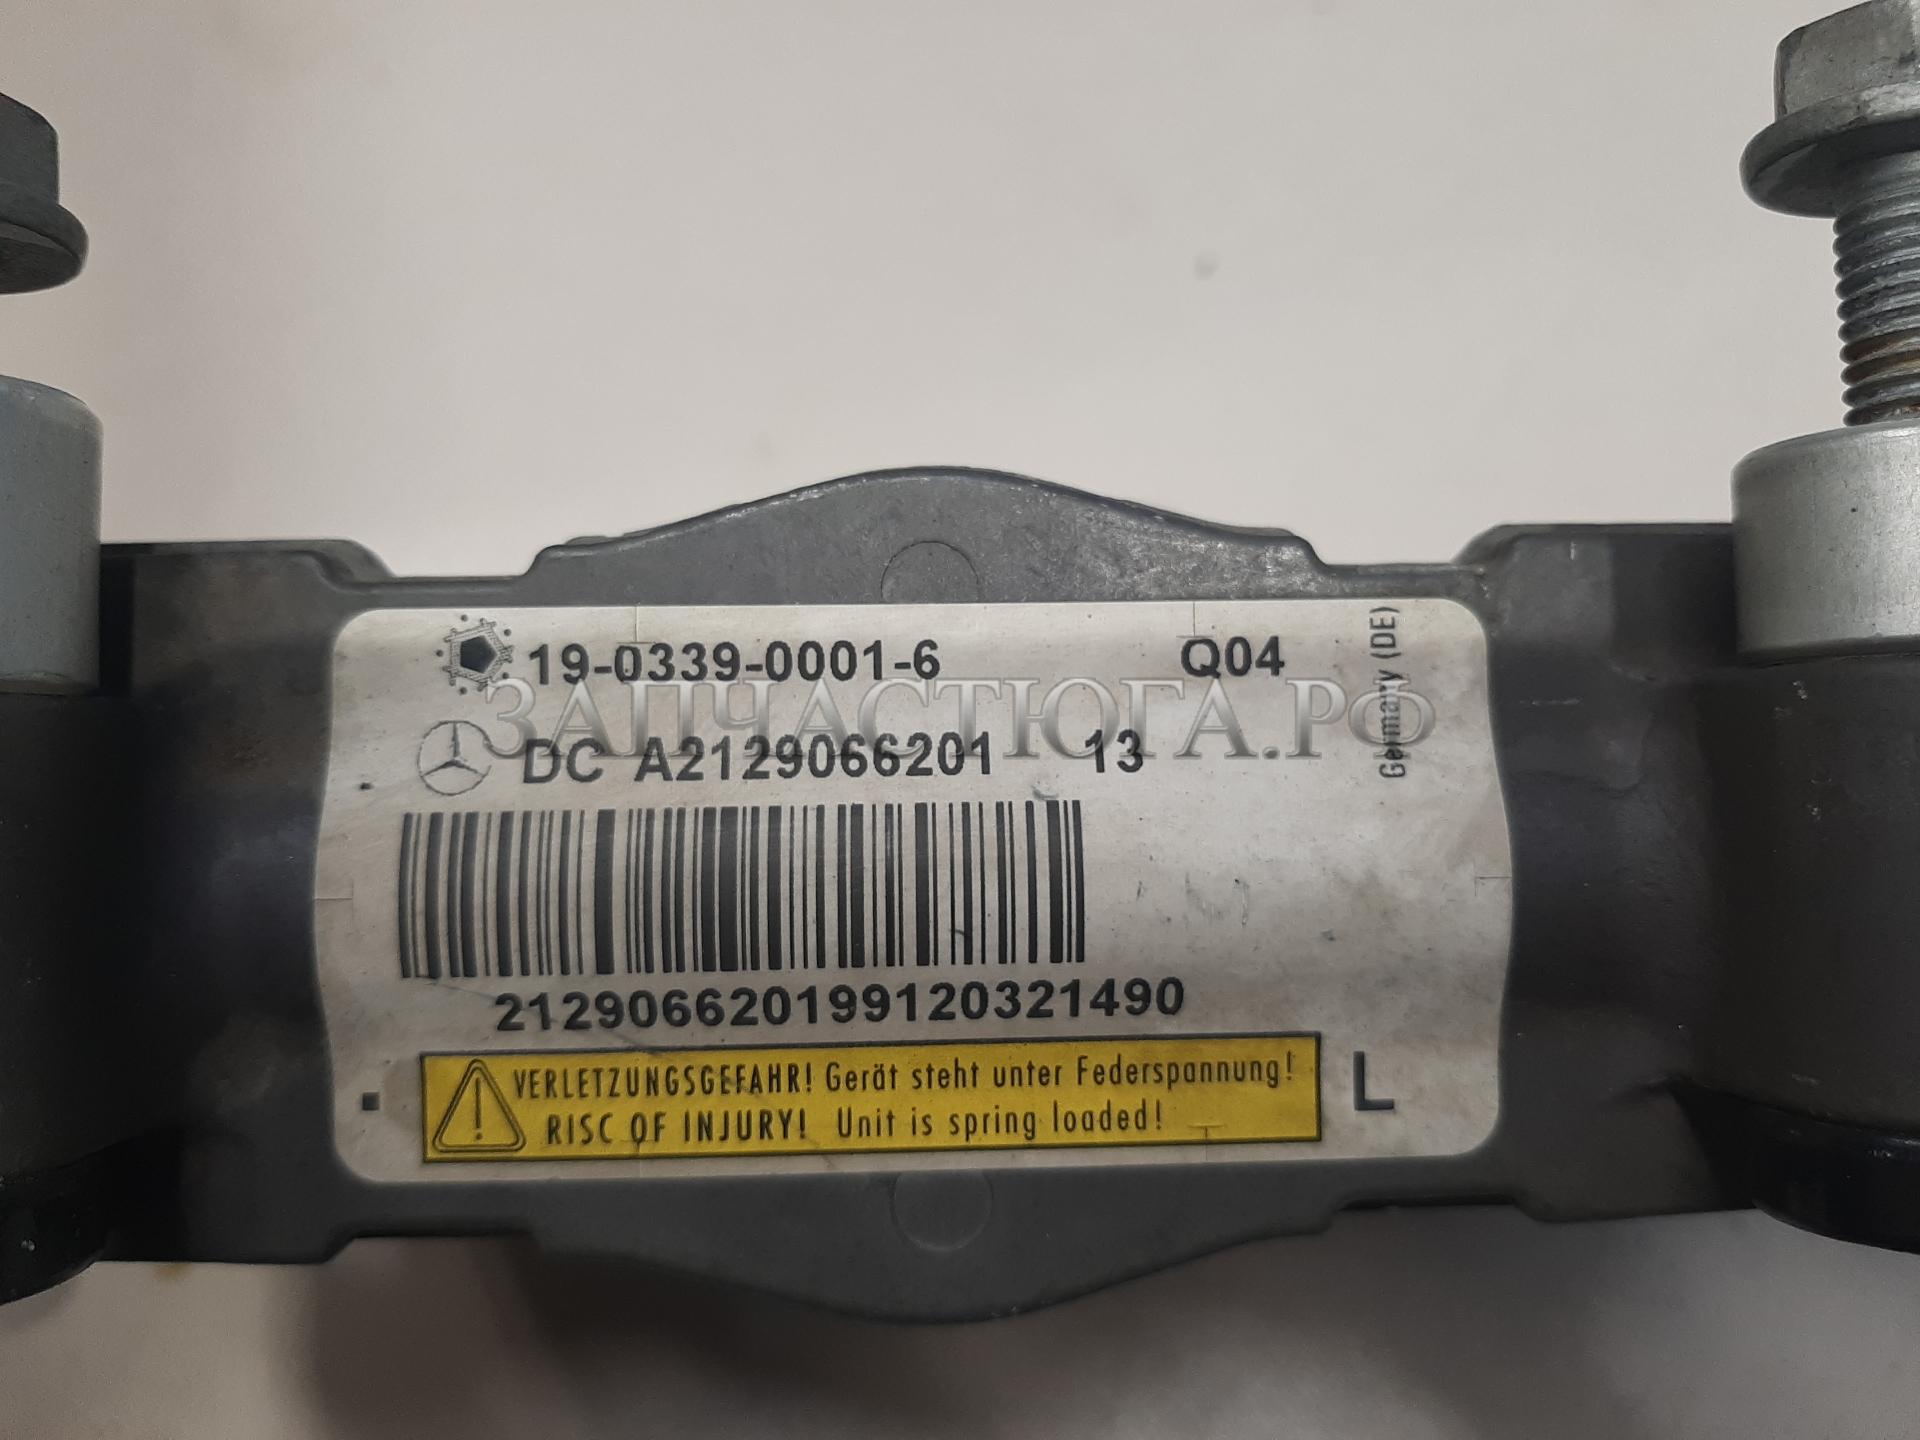 19-0339-0001-6 Q04
Germany (DE)
ЗАПЧАСТЮГА.РФ
DC A2129066201 13
212906620199120321490
VERLETZUNGSGEFAHR! Gerät steht unter Federspannung!
RISC OF INJURY! Unit is spring loaded!
L